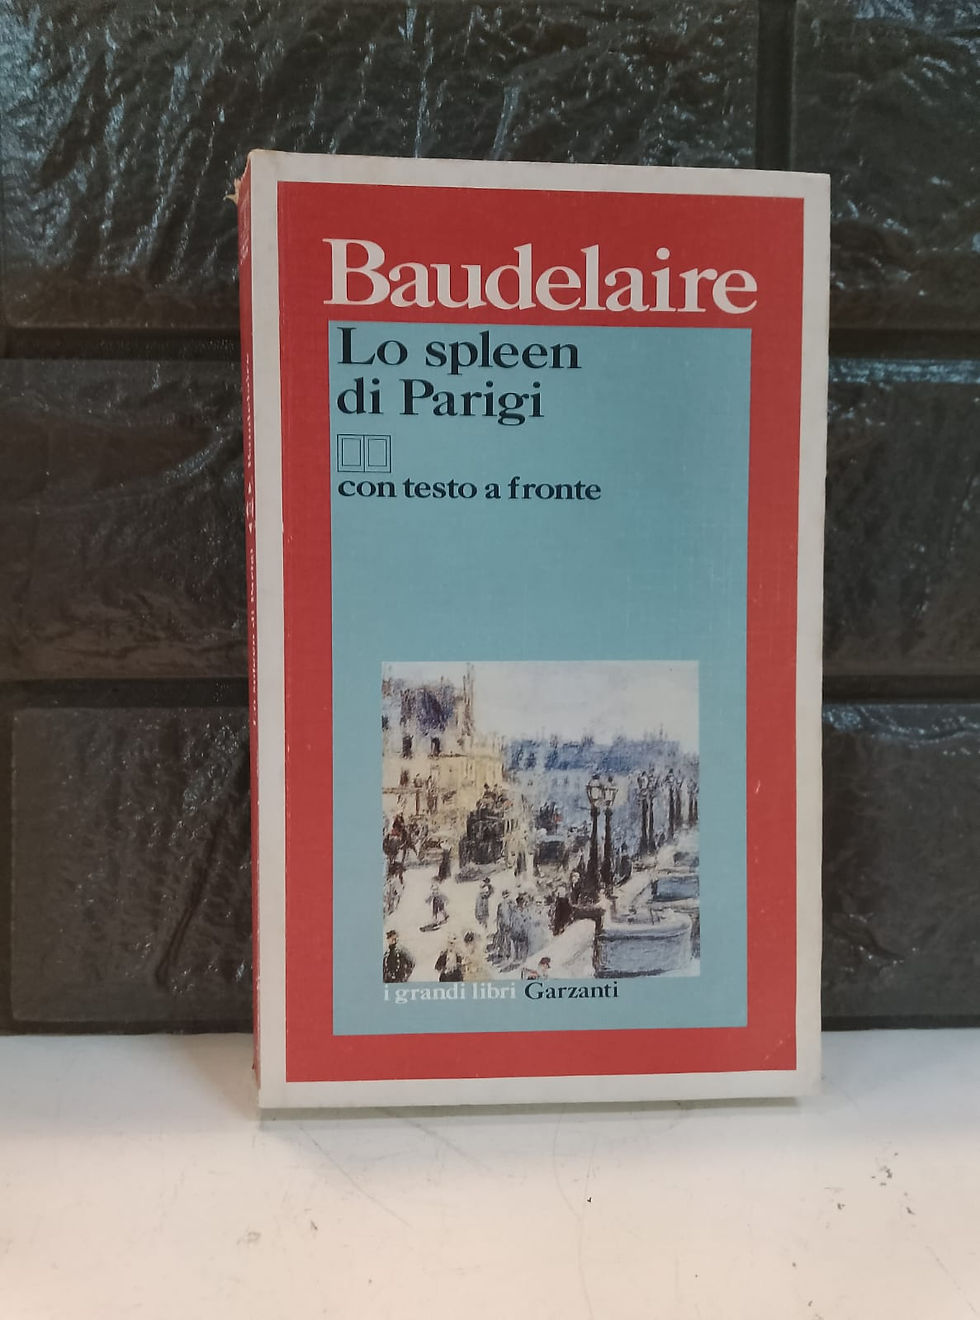 Baudelaire
Lo spleen
di Parigi
con testo a fronte
i grandi libri Garzanti